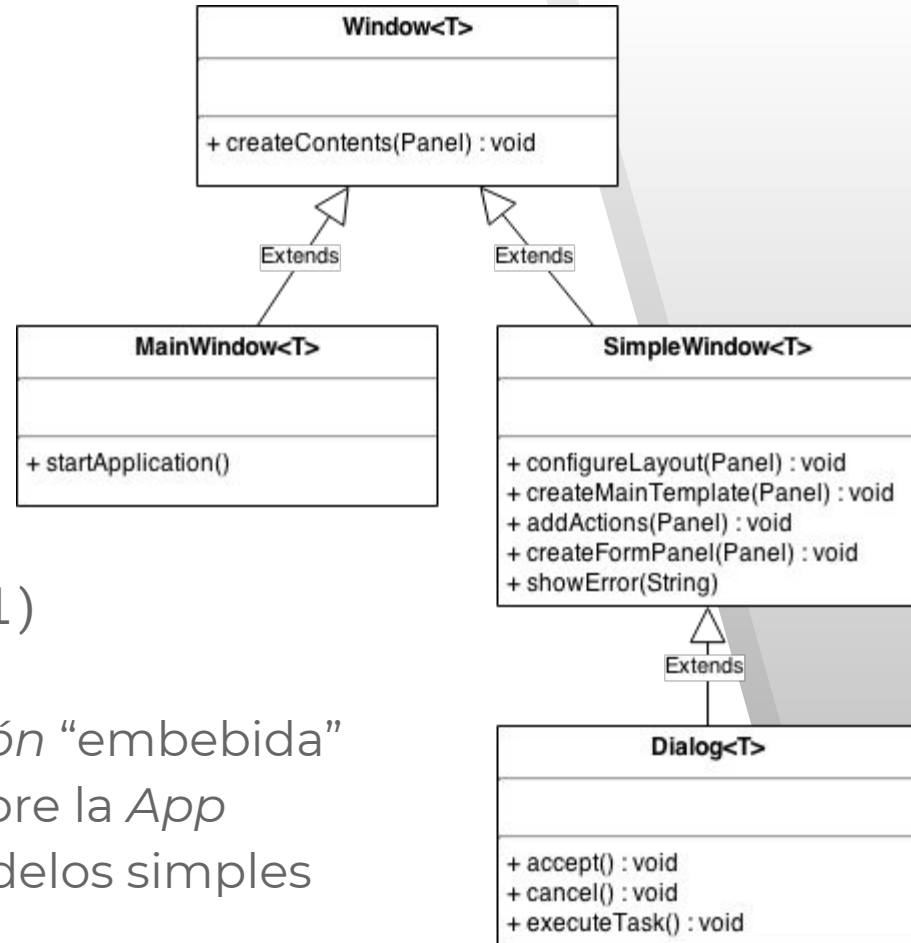 Window<T>
+ createContents(Panel) : void
Extends
Extends
MainWindow<T>
+ startApplication()
SimpleWindow<T>
+ configureLayout(Panel) : void
+ createMainTemplate(Panel) : void
+ addActions(Panel) : void
+ createFormPanel(Panel) : void
+ showError(String)
Extends
Dialog<T>
+ accept() : void
+ cancel() : void
+ executeTask() : void
1)
ón “embebida”
bre la App
delos simples